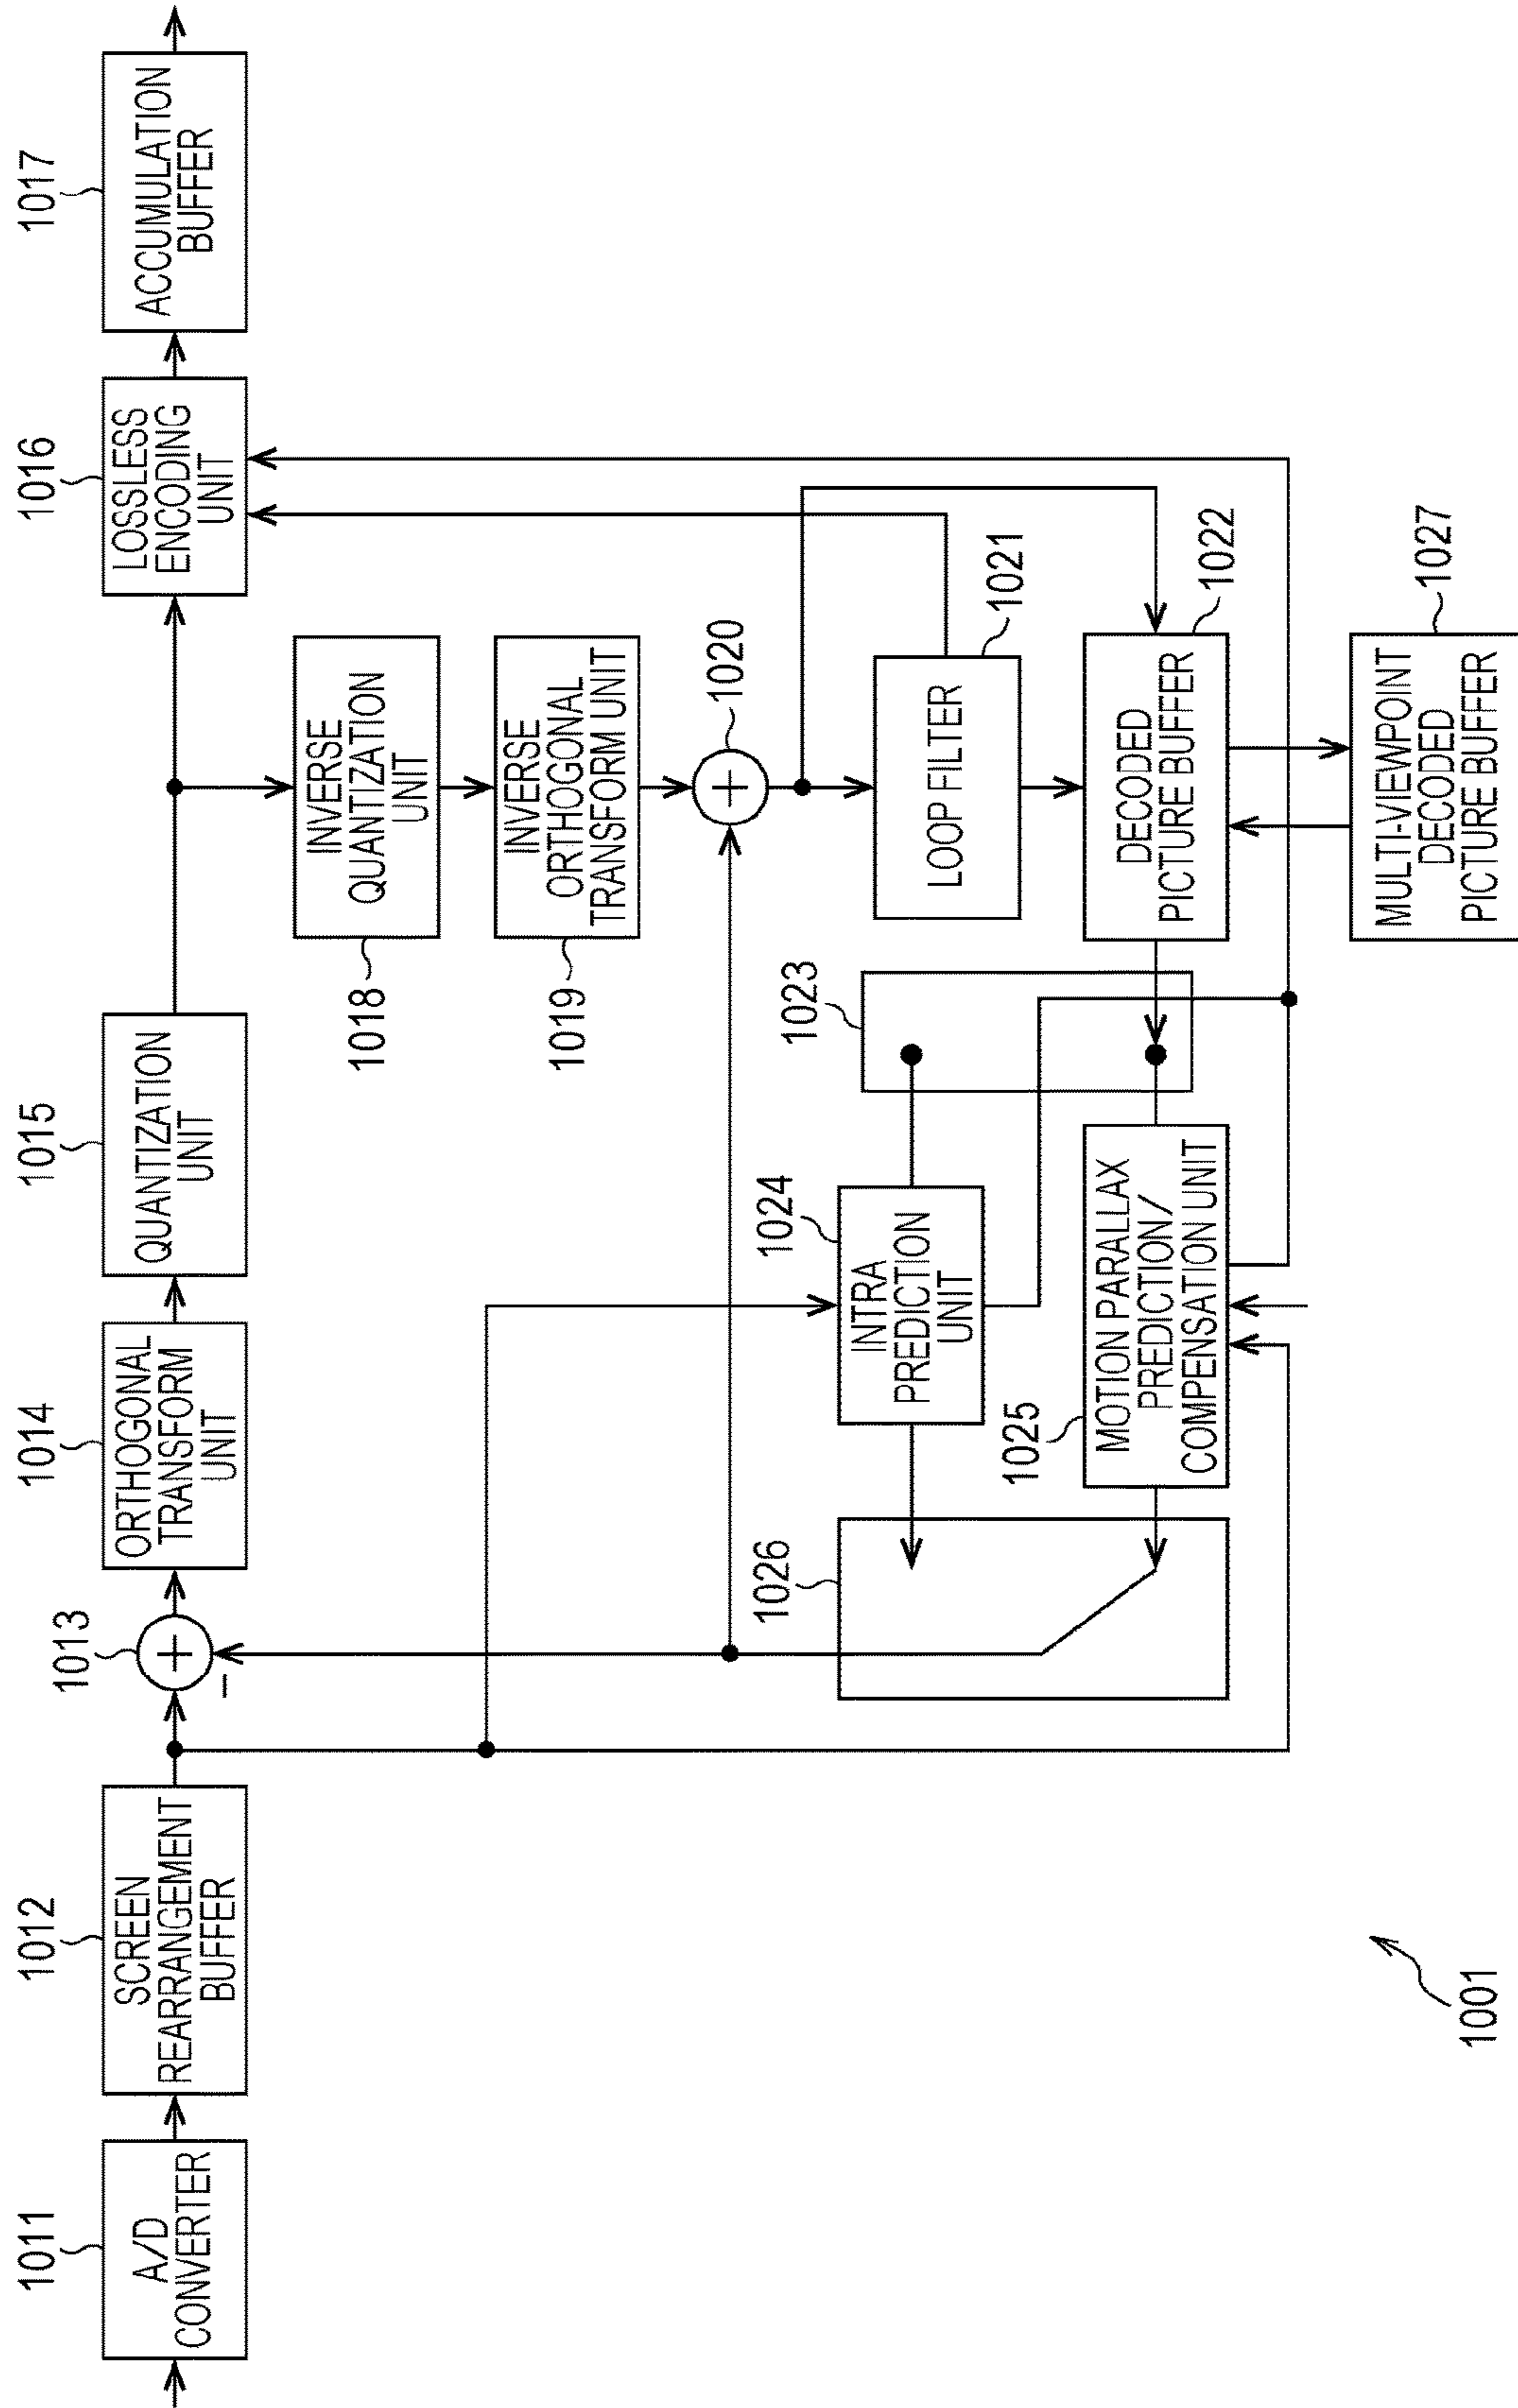 1011
A/D
CONVERTER
1012
SCREEN
REARRANGEMENT
BUFFER
1013
+
−
1014
ORTHOGONAL
TRANSFORM
UNIT
1015
QUANTIZATION
UNIT
1016
LOSSLESS
ENCODING
UNIT
1017
ACCUMULATION
BUFFER
INVERSE
QUANTIZATION
UNIT
1018
INVERSE
ORTHOGONAL
TRANSFORM UNIT
1019
+
1020
LOOP FILTER
1021
DECODED
PICTURE BUFFER
1022
1023
INTRA
PREDICTION
UNIT
1024
MOTION PARALLAX
PREDICTION/
COMPENSATION UNIT
1025
1026
MULTI-VIEWPOINT
DECODED
PICTURE BUFFER
1027
1001